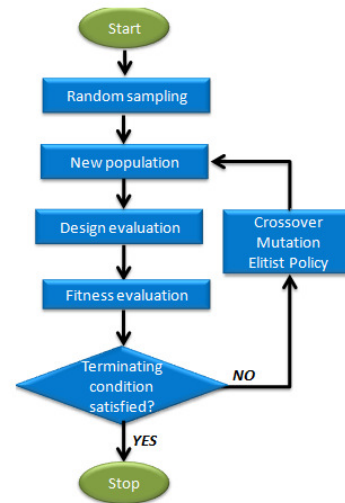 Start
Random sampling
New population
Design evaluation
Crossover
Mutation
Elitist Policy
Fitness evaluation
Terminating
condition
satisfied?
NO
YES
Stop